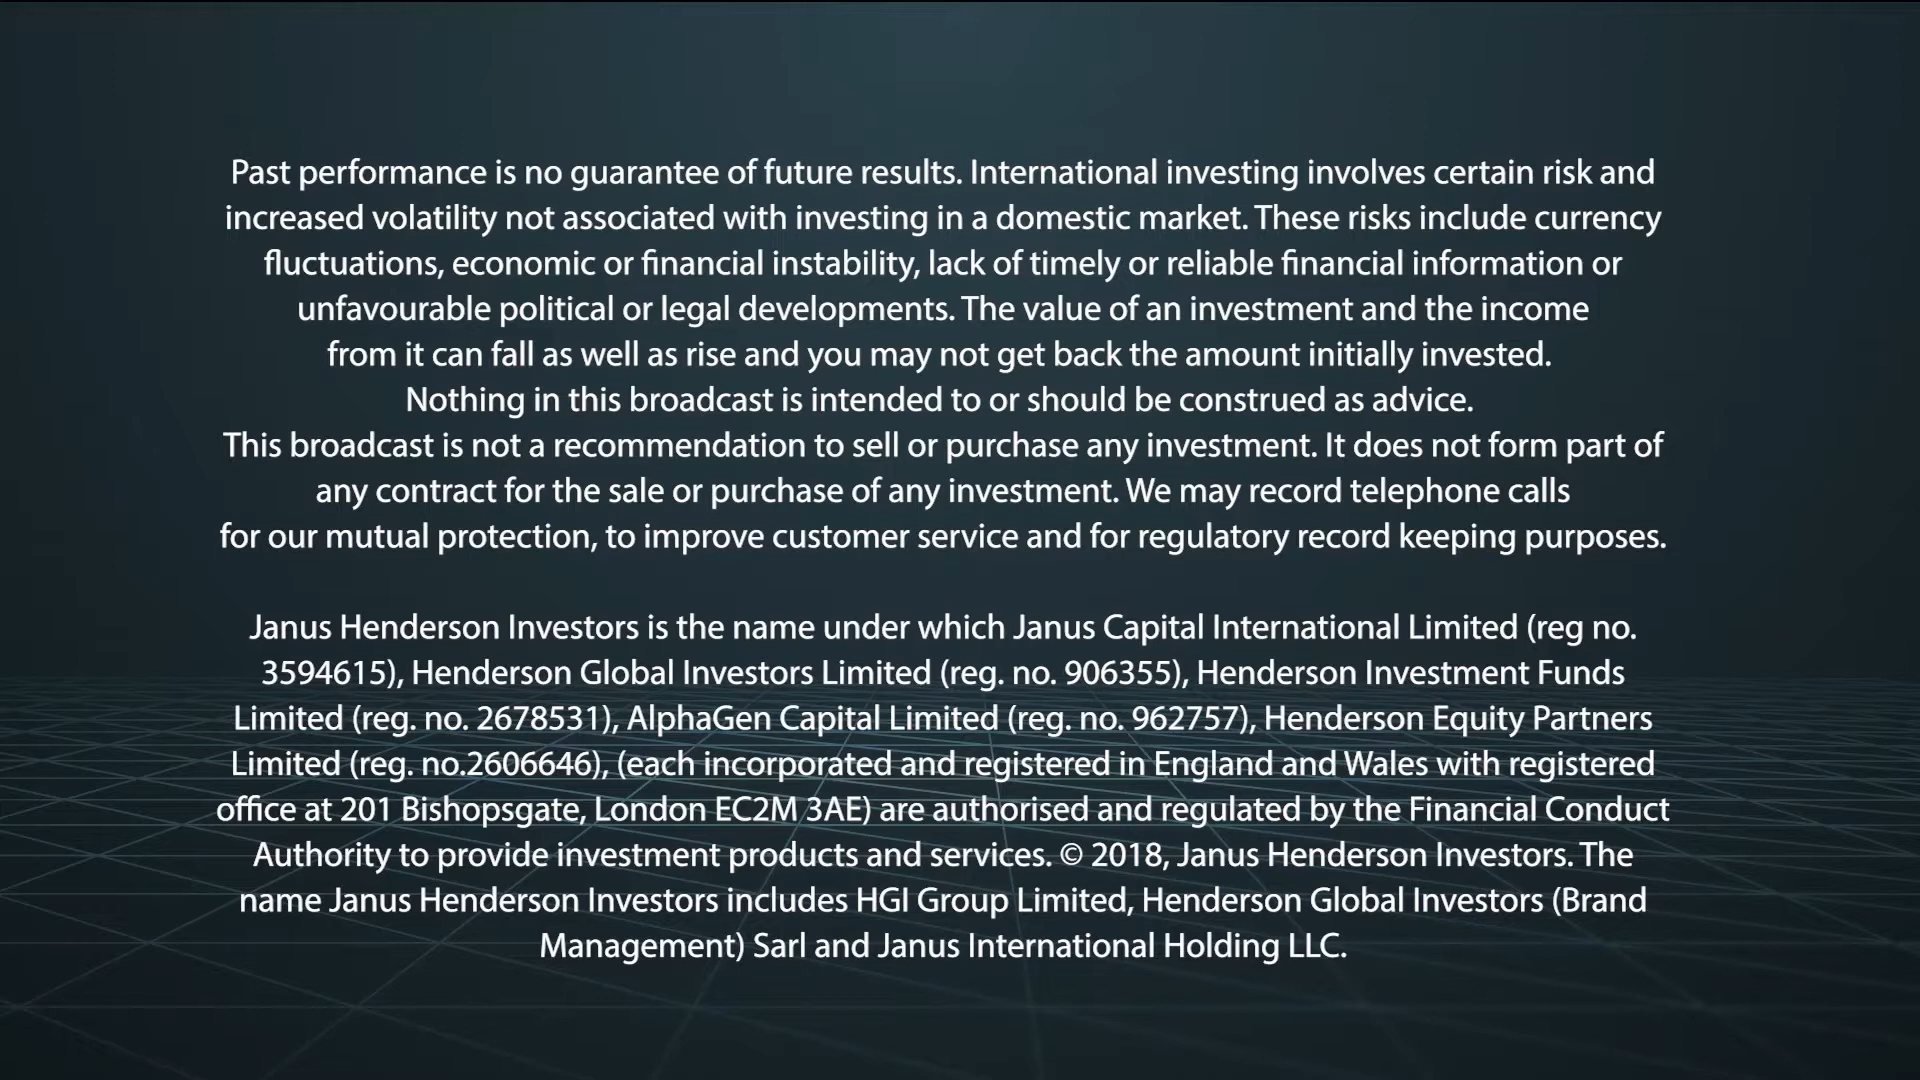 Past performance is no guarantee of future results. International investing involves certain risk and
increased volatility not associated with investing in a domestic market. These risks include currency
fluctuations, economic or financial instability, lack of timely or reliable financial information or
unfavourable political or legal developments. The value of an investment and the income
from it can fall as well as rise and you may not get back the amount initially invested.
Nothing in this broadcast is intended to or should be construed as advice.
This broadcast is not a recommendation to sell or purchase any investment. It does not form part of
any contract for the sale or purchase of any investment. We may record telephone calls
for our mutual protection, to improve customer service and for regulatory record keeping purposes.
Janus Henderson Investors is the name under which Janus Capital International Limited (reg no.
3594615), Henderson Global Investors Limited (reg. no. 906355), Henderson Investment Funds
Limited (reg. no. 2678531), AlphaGen Capital Limited (reg. no. 962757), Henderson Equity Partners
Limited (reg. no.2606646), (each incorporated and registered in England and Wales with registered
office at 201 Bishopsgate, London EC2M 3AE) are authorised and regulated by the Financial Conduct
Authority to provide investment products and services. © 2018, Janus Henderson Investors. The
name Janus Henderson Investors includes HGI Group Limited, Henderson Global Investors (Brand
Management) Sarl and Janus International Holding LLC.